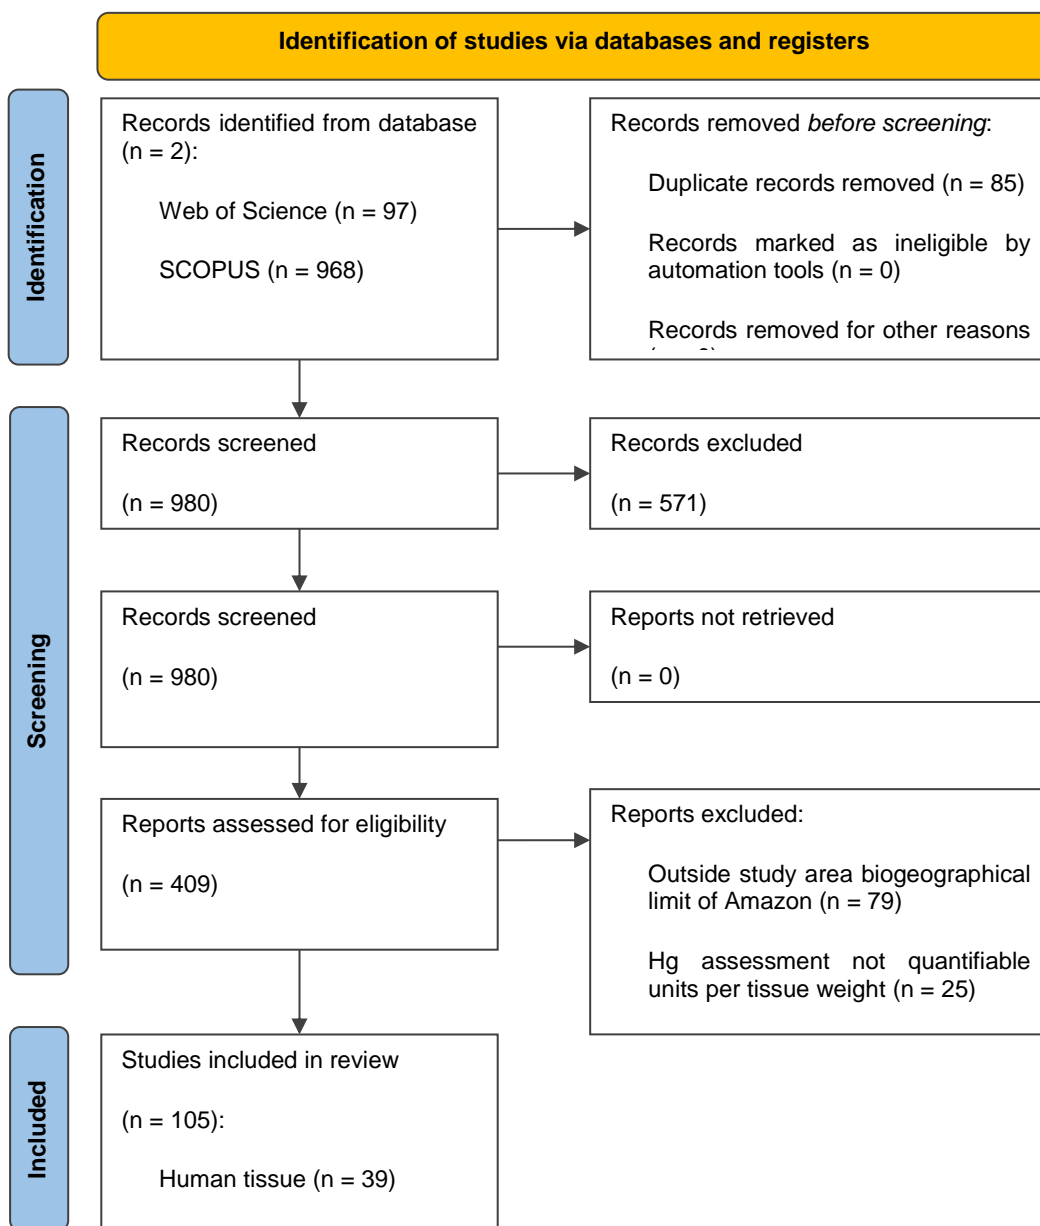 Identification of studies via databases and registers
Identification
Records identified from database
(n = 2):
Web of Science (n = 97)
SCOPUS (n = 968)
Records removed before screening:
Duplicate records removed (n = 85)
Records marked as ineligible by
automation tools (n = 0)
Records removed for other reasons
Screening
Records screened
(n = 980)
Records excluded
(n = 571)
Records screened
(n = 980)
Reports not retrieved
(n = 0)
Reports assessed for eligibility
(n = 409)
Reports excluded:
Outside study area biogeographical
limit of Amazon (n = 79)
Hg assessment not quantifiable
units per tissue weight (n = 25)
Included
Studies included in review
(n = 105):
Human tissue (n = 39)